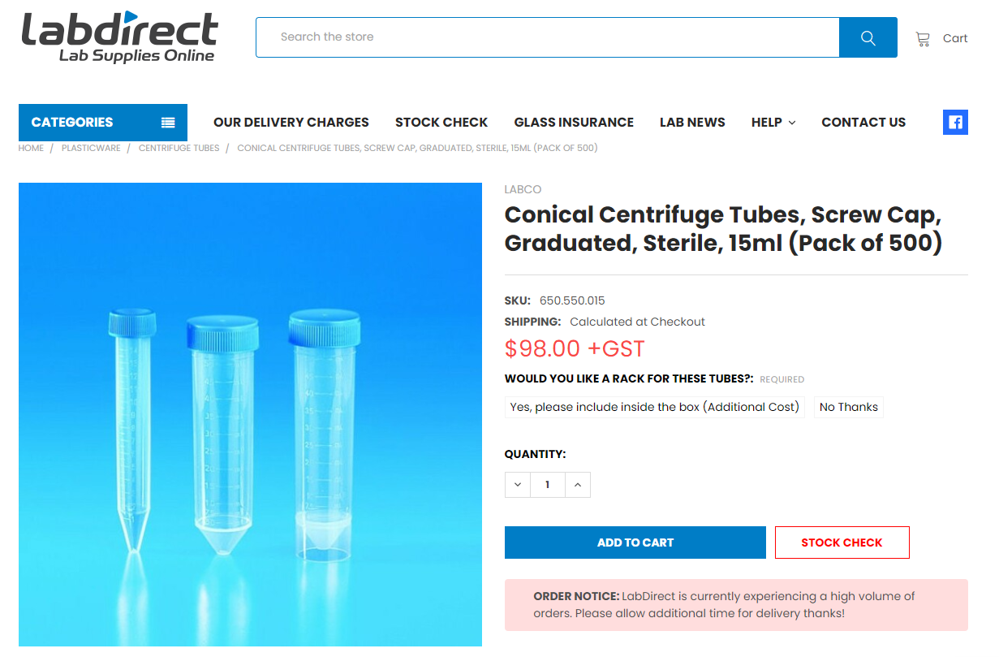 Labdirect
Lab Supplies Online
Search the store
Cart
CATEGORIES
OUR DELIVERY CHARGES
STOCK CHECK
GLASS INSURANCE
LAB NEWS
HELP
CONTACT US
HOME / PLASTICWARE / CENTRIFUGE TUBES / CONICAL CENTRIFUGE TUBES, SCREW CAP, GRADUATED, STERILE, 15ML (PACK OF 500)
LABCO
Conical Centrifuge Tubes, Screw Cap,
Graduated, Sterile, 15ml (Pack of 500)
SKU: 650.550.015
SHIPPING: Calculated at Checkout
$98.00 +GST
WOULD YOU LIKE A RACK FOR THESE TUBES?: REQUIRED
Yes, please include inside the box (Additional Cost)
No Thanks
QUANTITY:
1
ADD TO CART
STOCK CHECK
ORDER NOTICE: LabDirect is currently experiencing a high volume of
orders. Please allow additional time for delivery thanks!